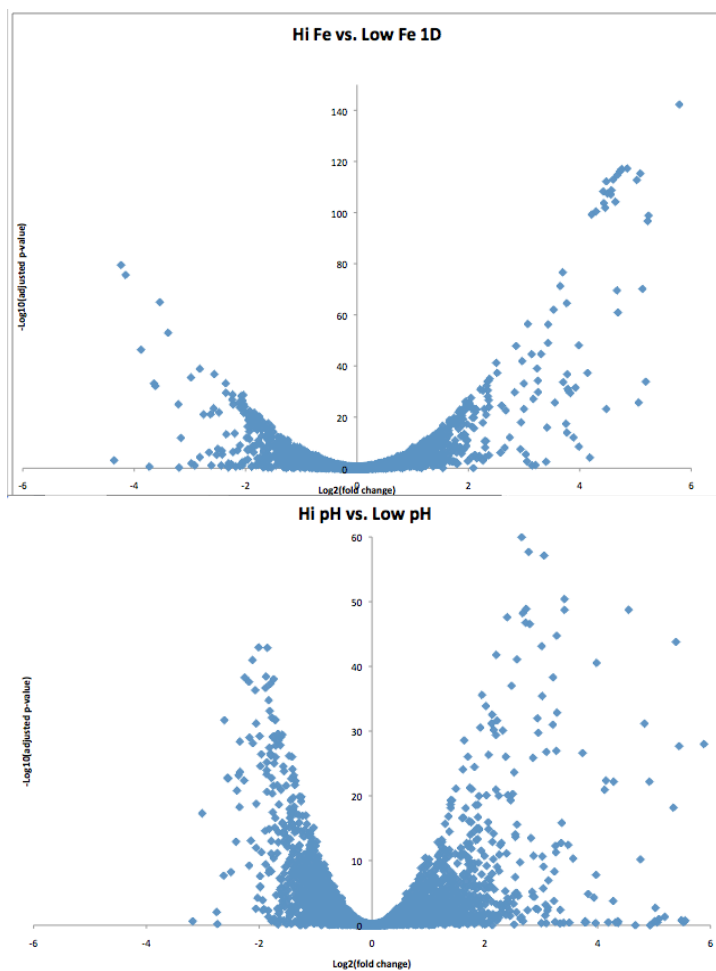 Hi Fe vs. Low Fe 1D
140
120
100
80
60
40
20
0
-Log10(adjusted p-value)
-6 -4 -2 0 2 4 6
Log2(fold change)
Hi pH vs. Low pH
60
50
40
30
20
10
0
-Log10(adjusted p-value)
-6 -4 -2 0 2 4 6
Log2(fold change)